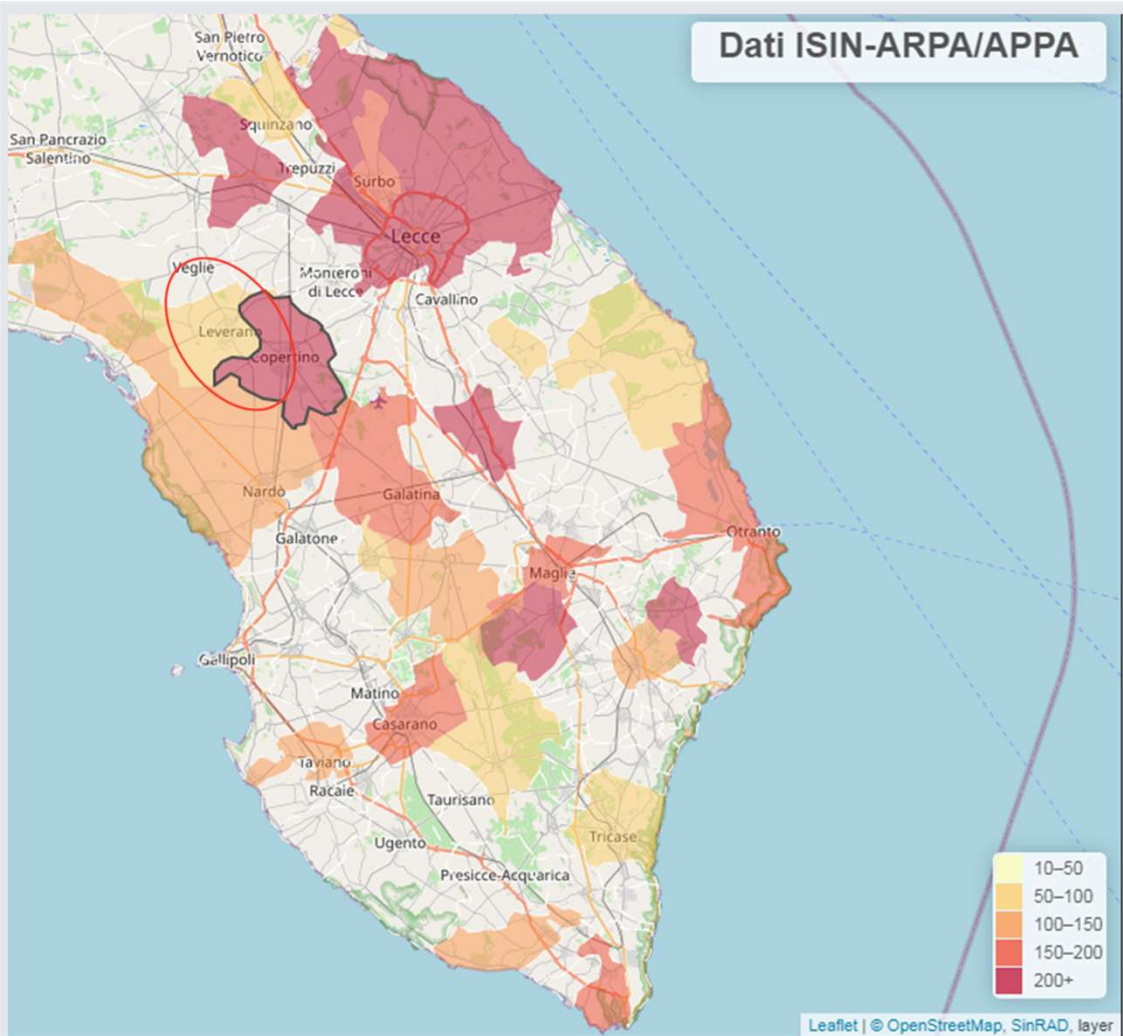 Dati ISIN-ARPA/APPA
San Pietro
Vernotico
Squinzano
San Pancrazio
Salentino
Trepuzzi
Surbo
Lecce
Veglie
Monteroni
di Lecce
Cavallino
Leverano
Copertino
Nardò
Galatina
Galatone
Otranto
Maglie
Gallipoli
Matino
Casarano
Taviano
Racale
Taurisano
Tricase
Ugento
Presicce-Acquarica
10–50
50–100
100–150
150–200
200+
Leaflet | © OpenStreetMap, SinRAD, layer